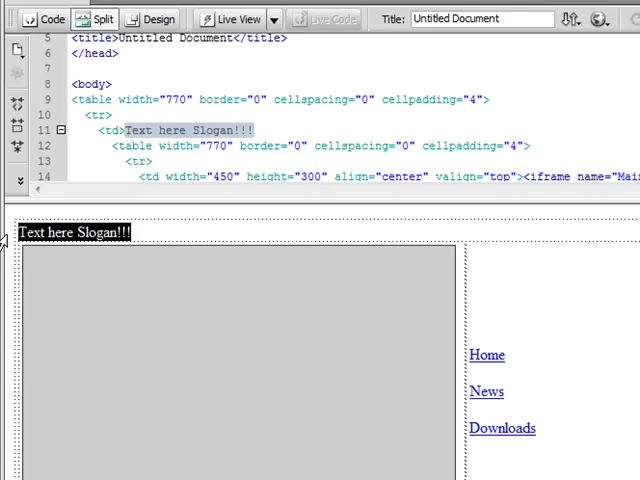 Code Split Design Live View Live Code Title: Untitled Document
5 <title>Untitled Document</title>
6 </head>
7
8 <body>
9 <table width="770" border="0" cellspacing="0" cellpadding="4">
10 <tr>
11 <td>Text here Slogan!!!
12 <table width="770" border="0" cellspacing="0" cellpadding="4">
13 <tr>
14 <td width="450" height="300" align="center" valign="top"><iframe name="Mai
Text here Slogan!!!
Home
News
Downloads